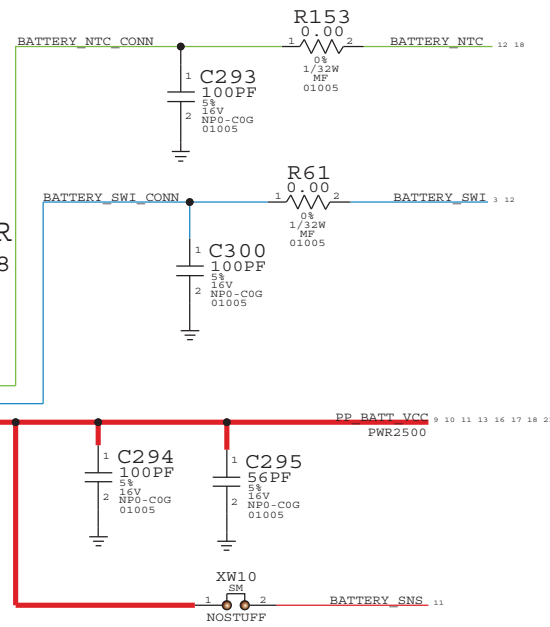 R153
0.00
BATTERY_NTC_CONN
1
2
BATTERY_NTC
12 18
0%
1/32W
MF
01005
1
C293
100PF
5%
16V
2
NP0-C0G
01005
R61
0.00
BATTERY_SWI_CONN
1
2
BATTERY_SWI
3 12
0%
1/32W
MF
01005
R
8
1
C300
100PF
5%
16V
2
NP0-C0G
01005
PP_BATT_VCC
9 10 11 13 16 17 18
PWR2500
1
C294
100PF
5%
16V
2
NP0-C0G
01005
1
C295
56PF
5%
16V
2
NP0-C0G
01005
XW10
SM
1
2
BATTERY_SNS
11
NOSTUFF